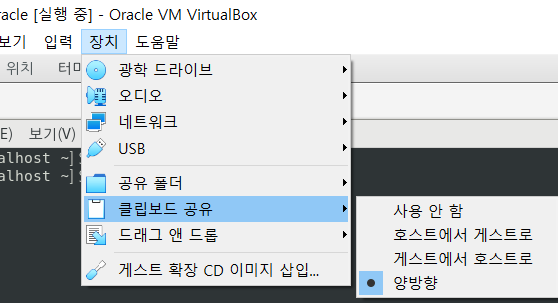 racle [실행 중] - Oracle VM VirtualBox
보기 입력 장치 도움말
위치 터미
광학 드라이브
E) 보기(V)
오디오
네트워크
alhost ~]$
USB
alhost ~]$
공유 폴더
클립보드 공유
사용 안 함
드래그 앤 드롭
호스트에서 게스트로
게스트에서 호스트로
게스트 확장 CD 이미지 삽입...
양방향